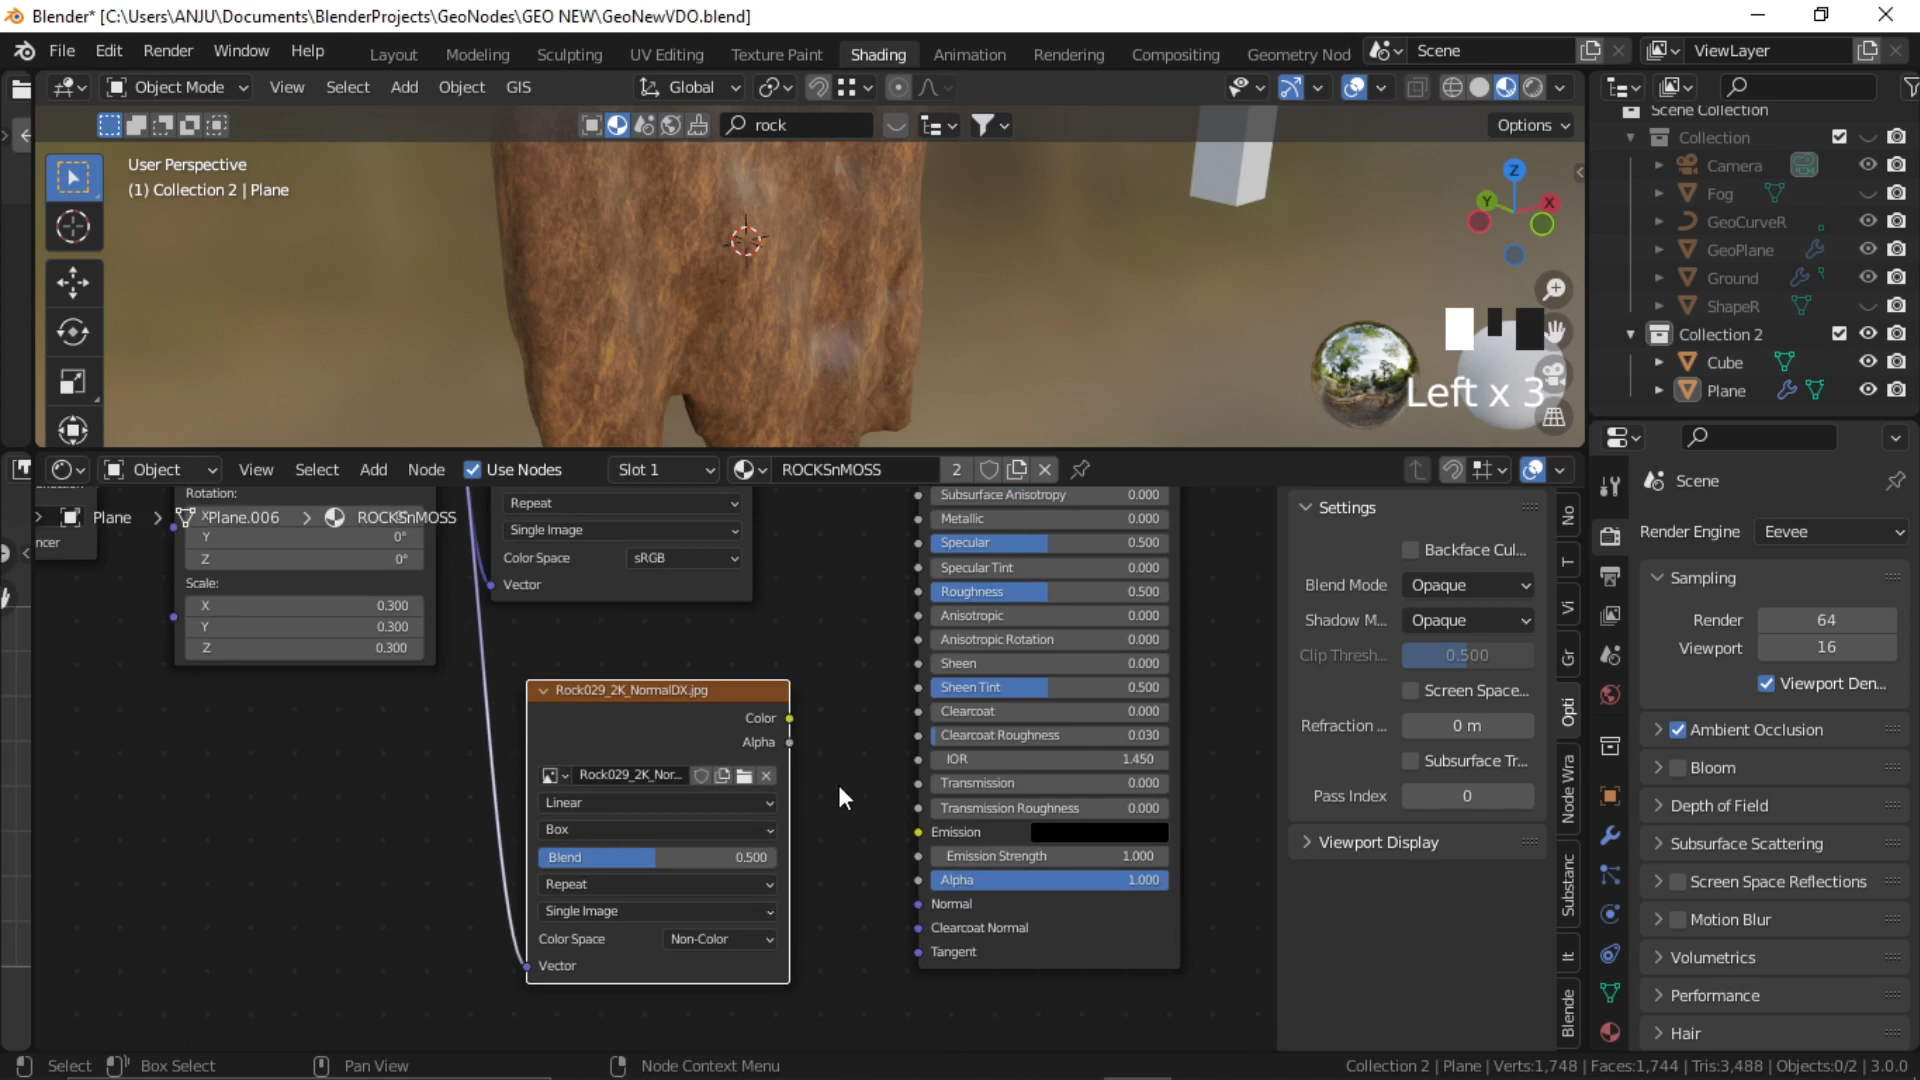 Blender* [C:\Users\ANJU\Documents\BlenderProjects\GeoNodes\GEO NEW\GeoNewVDO.blend]
File Edit Render Window Help Layout Modeling Sculpting UV Editing Texture Paint Shading Animation Rendering Compositing Geometry Nod Scene ViewLayer
Object Mode View Select Add Object GIS Global
rock Options
User Perspective
(1) Collection 2 | Plane
Z
Y
X
Left x 3
Scene Collection
Collection
Camera
Fog
GeoCurveR
GeoPlane
Ground
ShapeR
Collection 2
Cube
Plane
Object View Select Add Node Use Nodes Slot 1 ROCKSnMOSS 2
Plane Plane.006 ROCKSnMOSS
ncer
Rotation:
X 0°
Y 0°
Z 0°
Scale:
X 0.300
Y 0.300
Z 0.300
Repeat
Single Image
Color Space sRGB
Vector
Rock029_2K_NormalDX.jpg
Color
Alpha
Rock029_2K_Nor...
Linear
Box
Blend 0.500
Repeat
Single Image
Color Space Non-Color
Vector
Subsurface Anisotropy 0.000
Metallic 0.000
Specular 0.500
Specular Tint 0.000
Roughness 0.500
Anisotropic 0.000
Anisotropic Rotation 0.000
Sheen 0.000
Sheen Tint 0.500
Clearcoat 0.000
Clearcoat Roughness 0.030
IOR 1.450
Transmission 0.000
Transmission Roughness 0.000
Emission
Emission Strength 1.000
Alpha 1.000
Normal
Clearcoat Normal
Tangent
Settings
Backface Cul...
Blend Mode Opaque
Shadow M... Opaque
Clip Thresh... 0.500
Screen Space...
Refraction ... 0 m
Subsurface Tr...
Pass Index 0
Viewport Display
No
T
Vi
Gr
Opti
Node Wra
Substanc
It
Blende
Scene
Render Engine Eevee
Sampling
Render 64
Viewport 16
Viewport Den...
Ambient Occlusion
Bloom
Depth of Field
Subsurface Scattering
Screen Space Reflections
Motion Blur
Volumetrics
Performance
Hair
Select Box Select Pan View Node Context Menu Collection 2 | Plane | Verts:1,748 | Faces:1,744 | Tris:3,488 | Objects:0/2 | 3.0.0